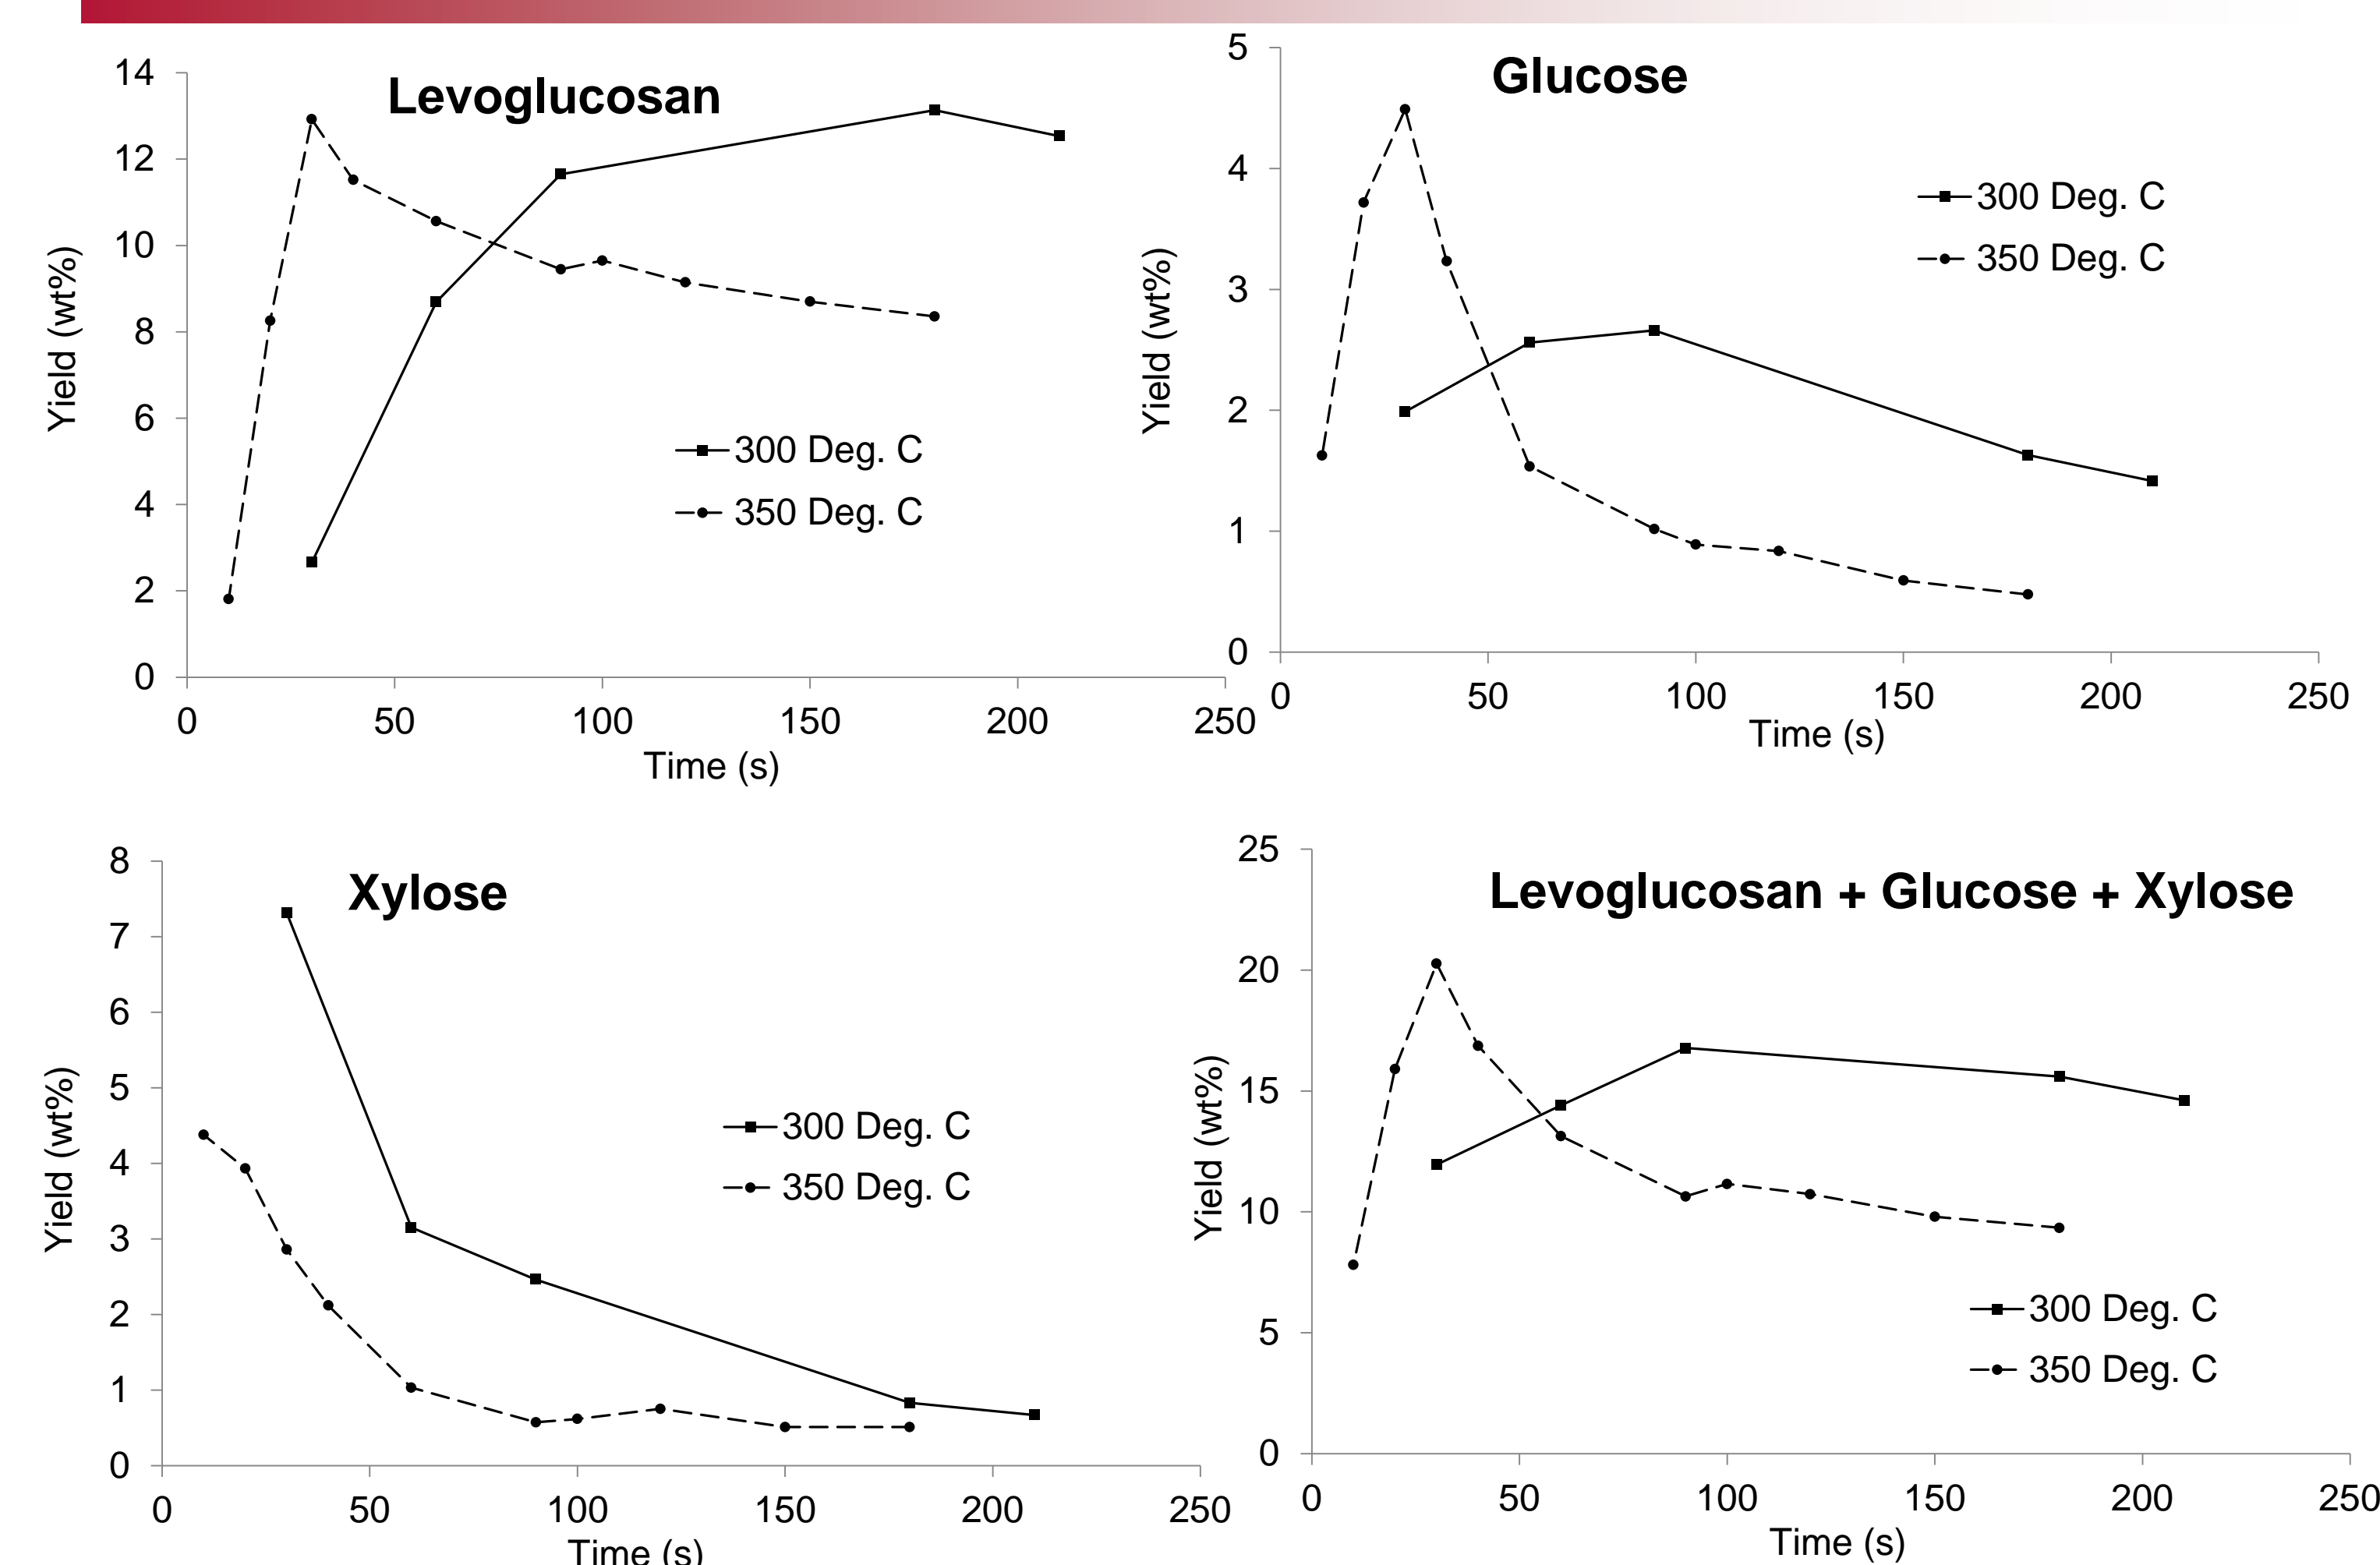 Levoglucosan
14
12
10
8
6
4
2
0
Yield (wt%)
300 Deg. C
350 Deg. C
0 50 100 150 200 250
Time (s)
Glucose
5
4
3
2
1
0
Yield (wt%)
300 Deg. C
350 Deg. C
0 50 100 150 200 250
Time (s)
Xylose
8
7
6
5
4
3
2
1
0
Yield (wt%)
300 Deg. C
350 Deg. C
0 50 100 150 200 250
Time (s)
Levoglucosan + Glucose + Xylose
25
20
15
10
5
0
Yield (wt%)
300 Deg. C
350 Deg. C
0 50 100 150 200 250
Time (s)